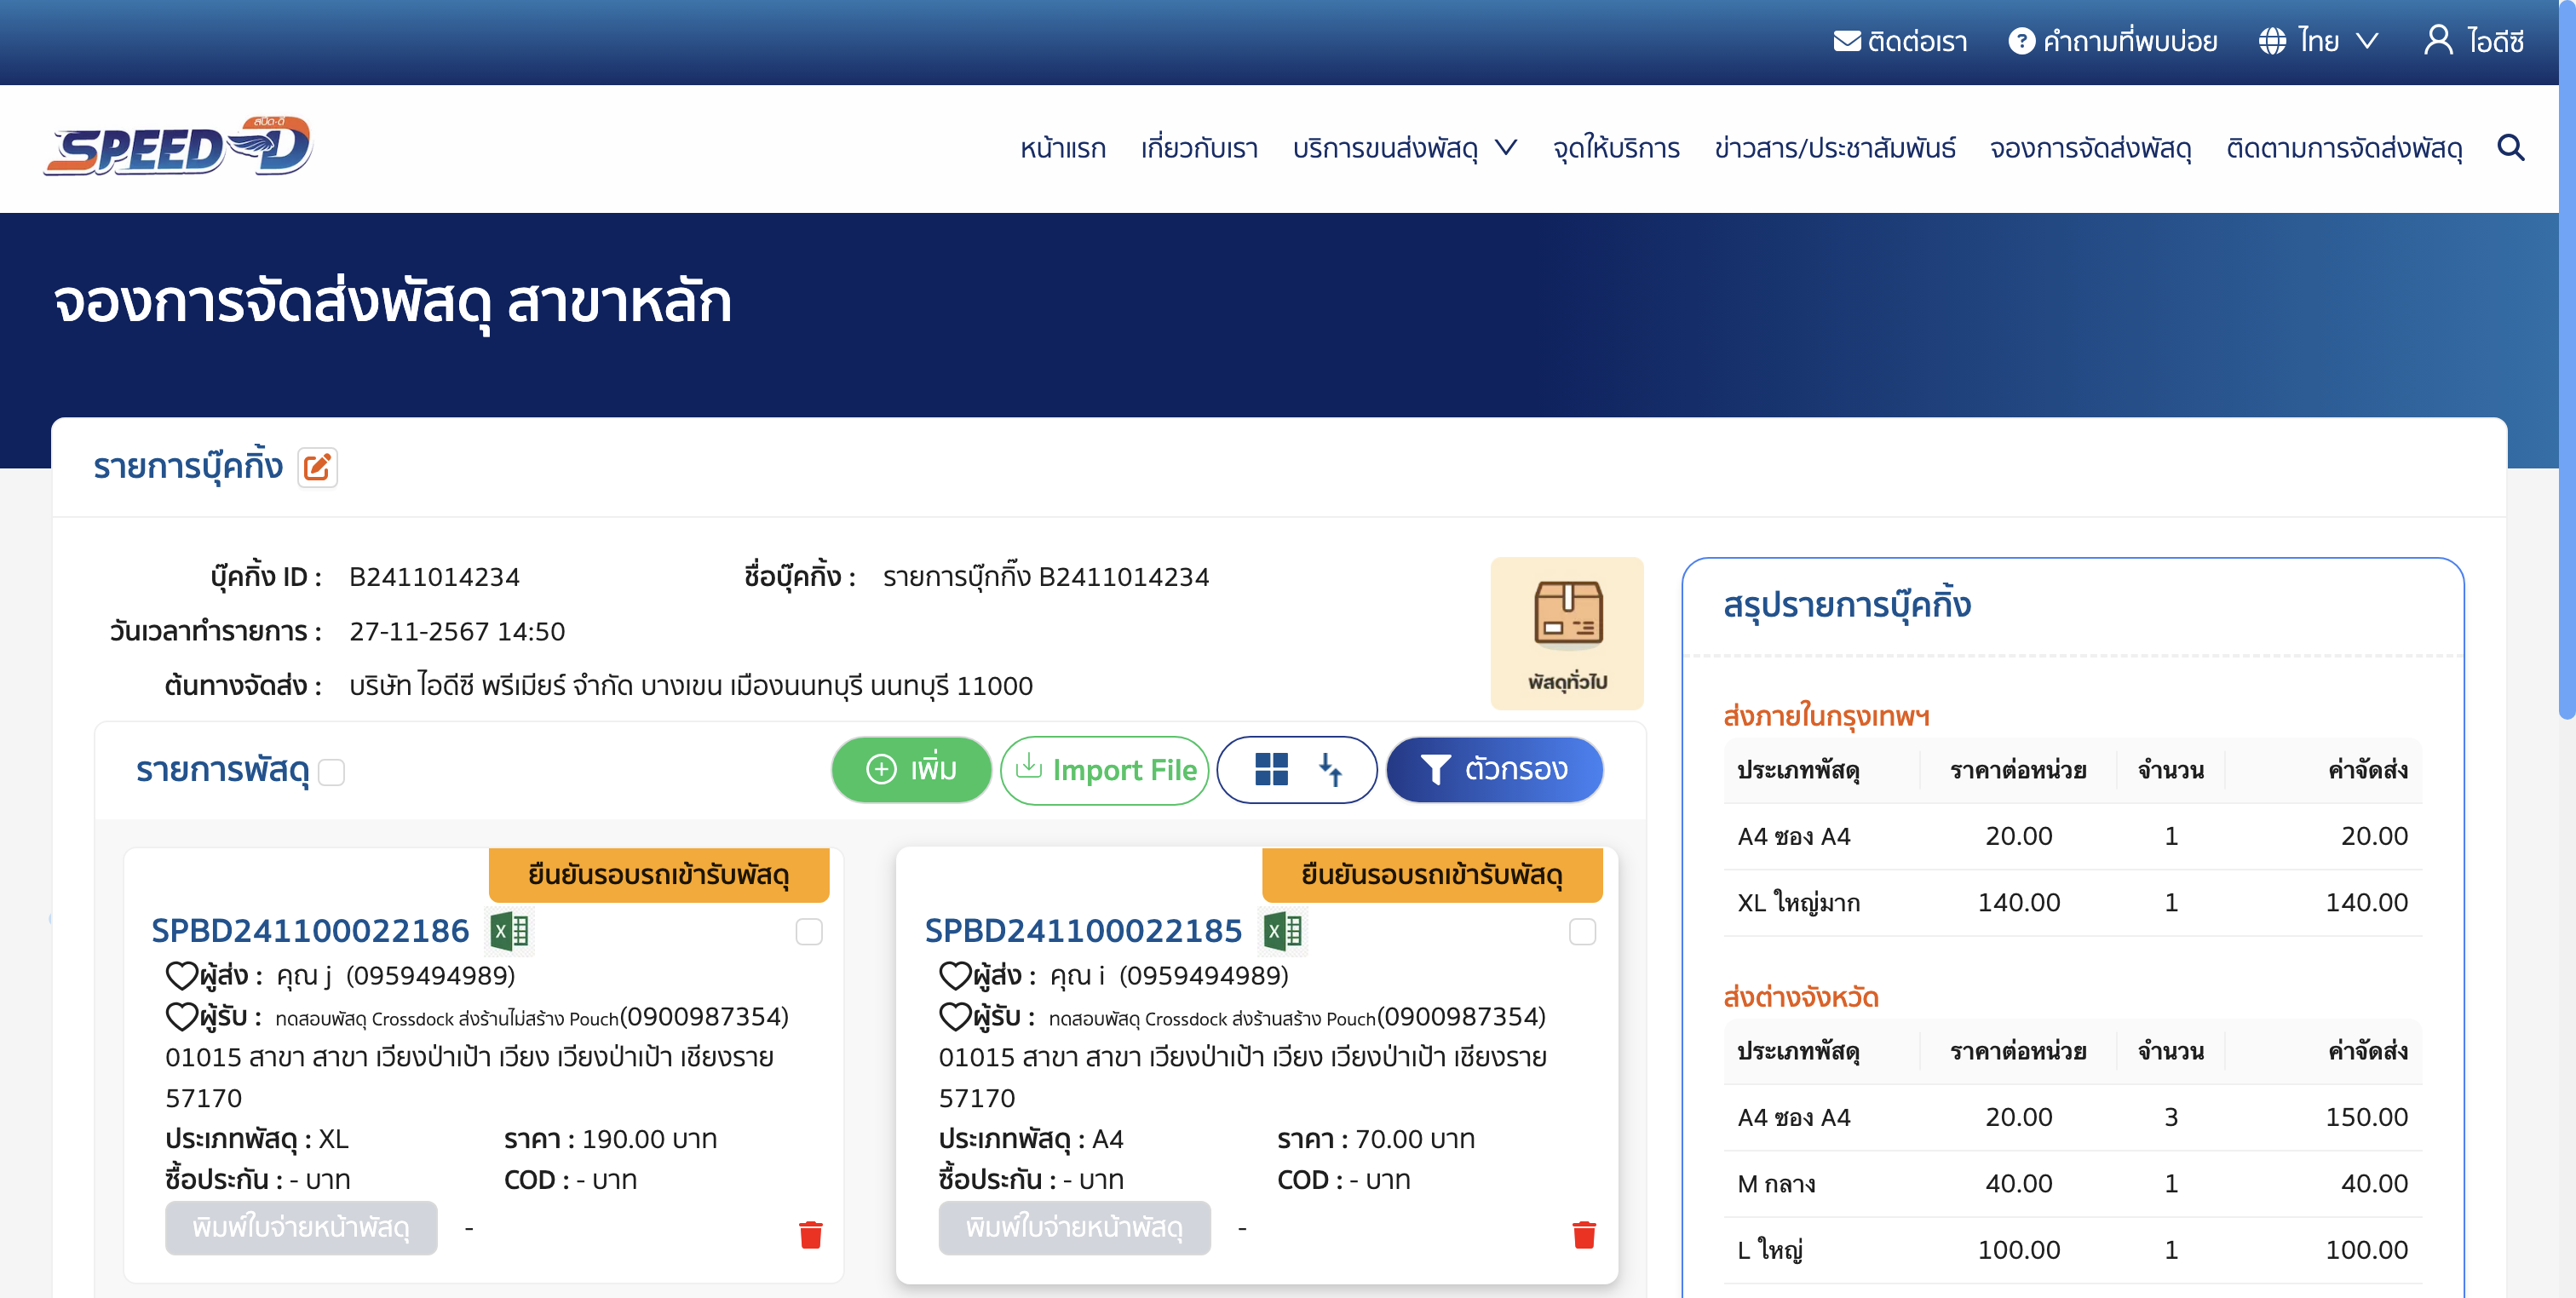 ติดต่อเรา คำถามที่พบบ่อย ไทย ไอดีซี
สปีด-ดี
SPEED-D
หน้าแรก เกี่ยวกับเรา บริการขนส่งพัสดุ จุดให้บริการ ข่าวสาร/ประชาสัมพันธ์ จองการจัดส่งพัสดุ ติดตามการจัดส่งพัสดุ
จองการจัดส่งพัสดุ สาขาหลัก
รายการบุ๊คกิ้ง
บุ๊คกิ้ง ID : B2411014234 ชื่อบุ๊คกิ้ง : รายการบุ๊กกิ๊ง B2411014234
วันเวลาทำรายการ : 27-11-2567 14:50
ต้นทางจัดส่ง : บริษัท ไอดีซี พรีเมียร์ จำกัด บางเขน เมืองนนทบุรี นนทบุรี 11000
พัสดุทั่วไป
รายการพัสดุ เพิ่ม Import File ตัวกรอง
ยืนยันรอบรถเข้ารับพัสดุ
SPBD241100022186
ผู้ส่ง : คุณ j (0959494989)
ผู้รับ : ทดสอบพัสดุ Crossdock ส่งร้านไม่สร้าง Pouch(0900987354)
01015 สาขา สาขา เวียงป่าเป้า เวียง เวียงป่าเป้า เชียงราย
57170
ประเภทพัสดุ : XL ราคา : 190.00 บาท
ซื้อประกัน : - บาท COD : - บาท
พิมพ์ใบจ่ายหน้าพัสดุ -
ยืนยันรอบรถเข้ารับพัสดุ
SPBD241100022185
ผู้ส่ง : คุณ i (0959494989)
ผู้รับ : ทดสอบพัสดุ Crossdock ส่งร้านสร้าง Pouch(0900987354)
01015 สาขา สาขา เวียงป่าเป้า เวียง เวียงป่าเป้า เชียงราย
57170
ประเภทพัสดุ : A4 ราคา : 70.00 บาท
ซื้อประกัน : - บาท COD : - บาท
พิมพ์ใบจ่ายหน้าพัสดุ -
สรุปรายการบุ๊คกิ้ง
ส่งภายในกรุงเทพฯ
ประเภทพัสดุ ราคาต่อหน่วย จำนวน ค่าจัดส่ง
A4 ซอง A4 20.00 1 20.00
XL ใหญ่มาก 140.00 1 140.00
ส่งต่างจังหวัด
ประเภทพัสดุ ราคาต่อหน่วย จำนวน ค่าจัดส่ง
A4 ซอง A4 20.00 3 150.00
M กลาง 40.00 1 40.00
L ใหญ่ 100.00 1 100.00